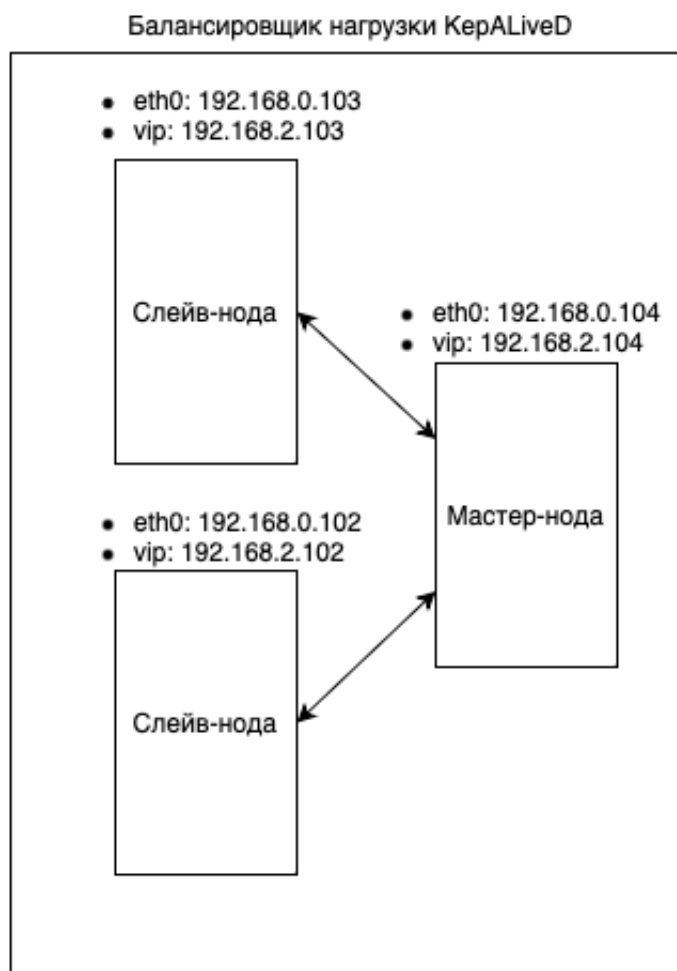 Балансировщик нагрузки KepALiveD
• eth0: 192.168.0.103
• vip: 192.168.2.103
Слейв-нода
• eth0: 192.168.0.104
• vip: 192.168.2.104
Мастер-нода
• eth0: 192.168.0.102
• vip: 192.168.2.102
Слейв-нода